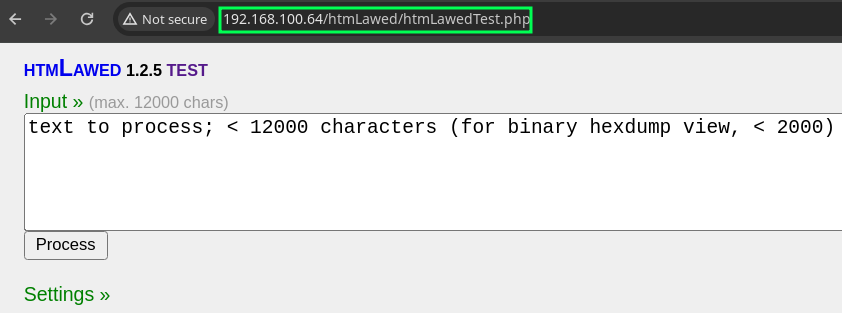 Not secure 192.168.100.64/htmLawed/htmLawedTest.php
HTMLAWED 1.2.5 TEST
Input » (max. 12000 chars)
text to process; < 12000 characters (for binary hexdump view, < 2000)
Process
Settings »